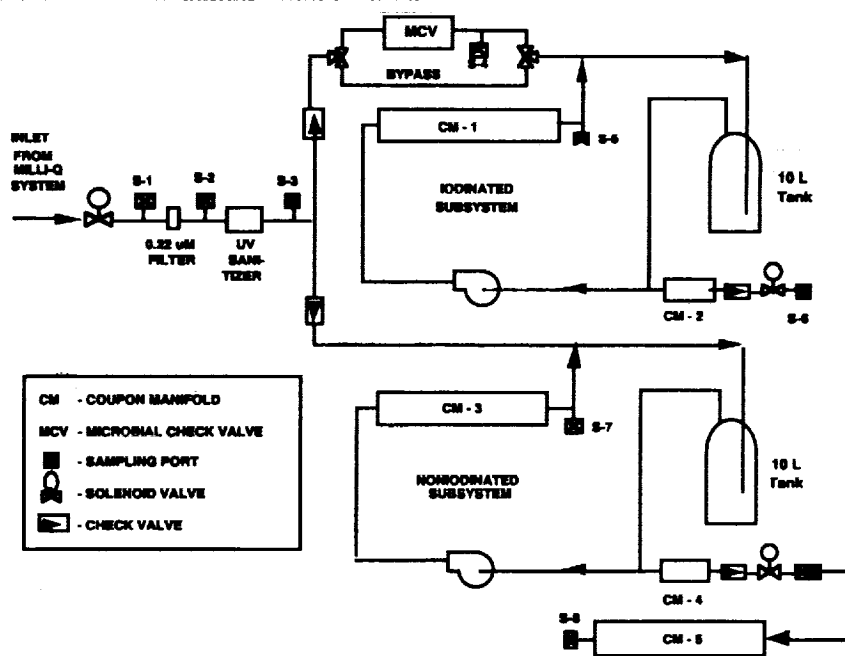 MCV
S-4
BYPASS
CM - 1
S-5
INLET
FROM
MILLI-Q
SYSTEM
S-1
S-2
S-3
IODINATED
SUBSYSTEM
10 L
Tank
0.22 uM
FILTER
UV
SANI-
TIZER
CM - 2
S-6
CM - 3
S-7
CM - COUPON MANIFOLD
MCV - MICROBIAL CHECK VALVE
- SAMPLING PORT
- SOLENOID VALVE
- CHECK VALVE
NONIODINATED
SUBSYSTEM
10 L
Tank
CM - 4
S-8
CM - 5